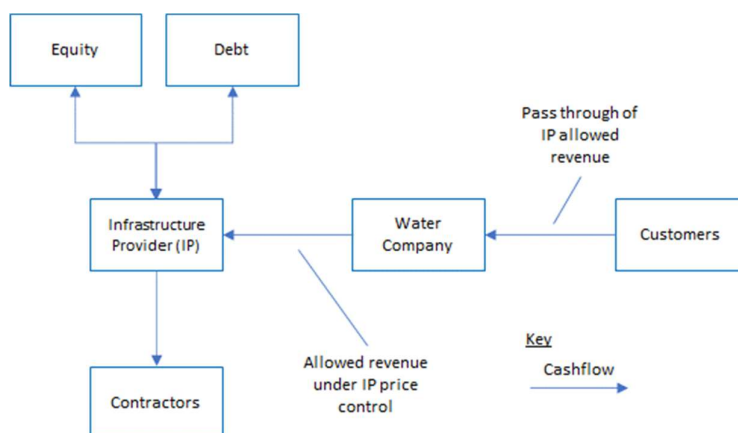 Equity
Debt
Pass through of
IP allowed
revenue
Infrastructure
Provider (IP)
Water
Company
Customers
Allowed revenue
under IP price
control
Key
Cashflow
Contractors